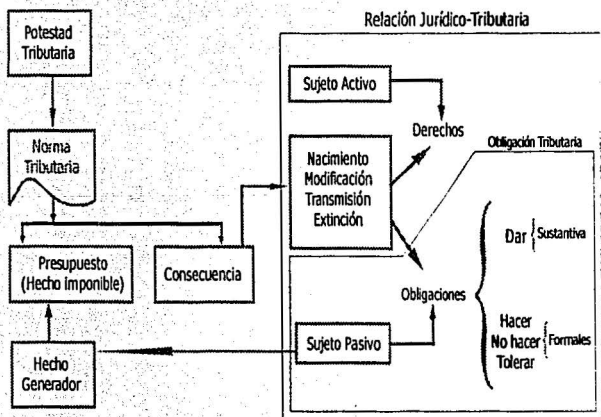 Relación Jurídico-Tributaria
Potestad
Tributaria
Norma
Tributaria
Presupuesto
(Hecho imponible)
Consecuencia
Hecho
Generador
Sujeto Activo
Derechos
Nacimiento
Modificación
Transmisión
Extinción
Obligación Tributaria
Obligaciones
Sujeto Pasivo
Dar
Sustantiva
Hacer
No hacer
Tolerar
Formales